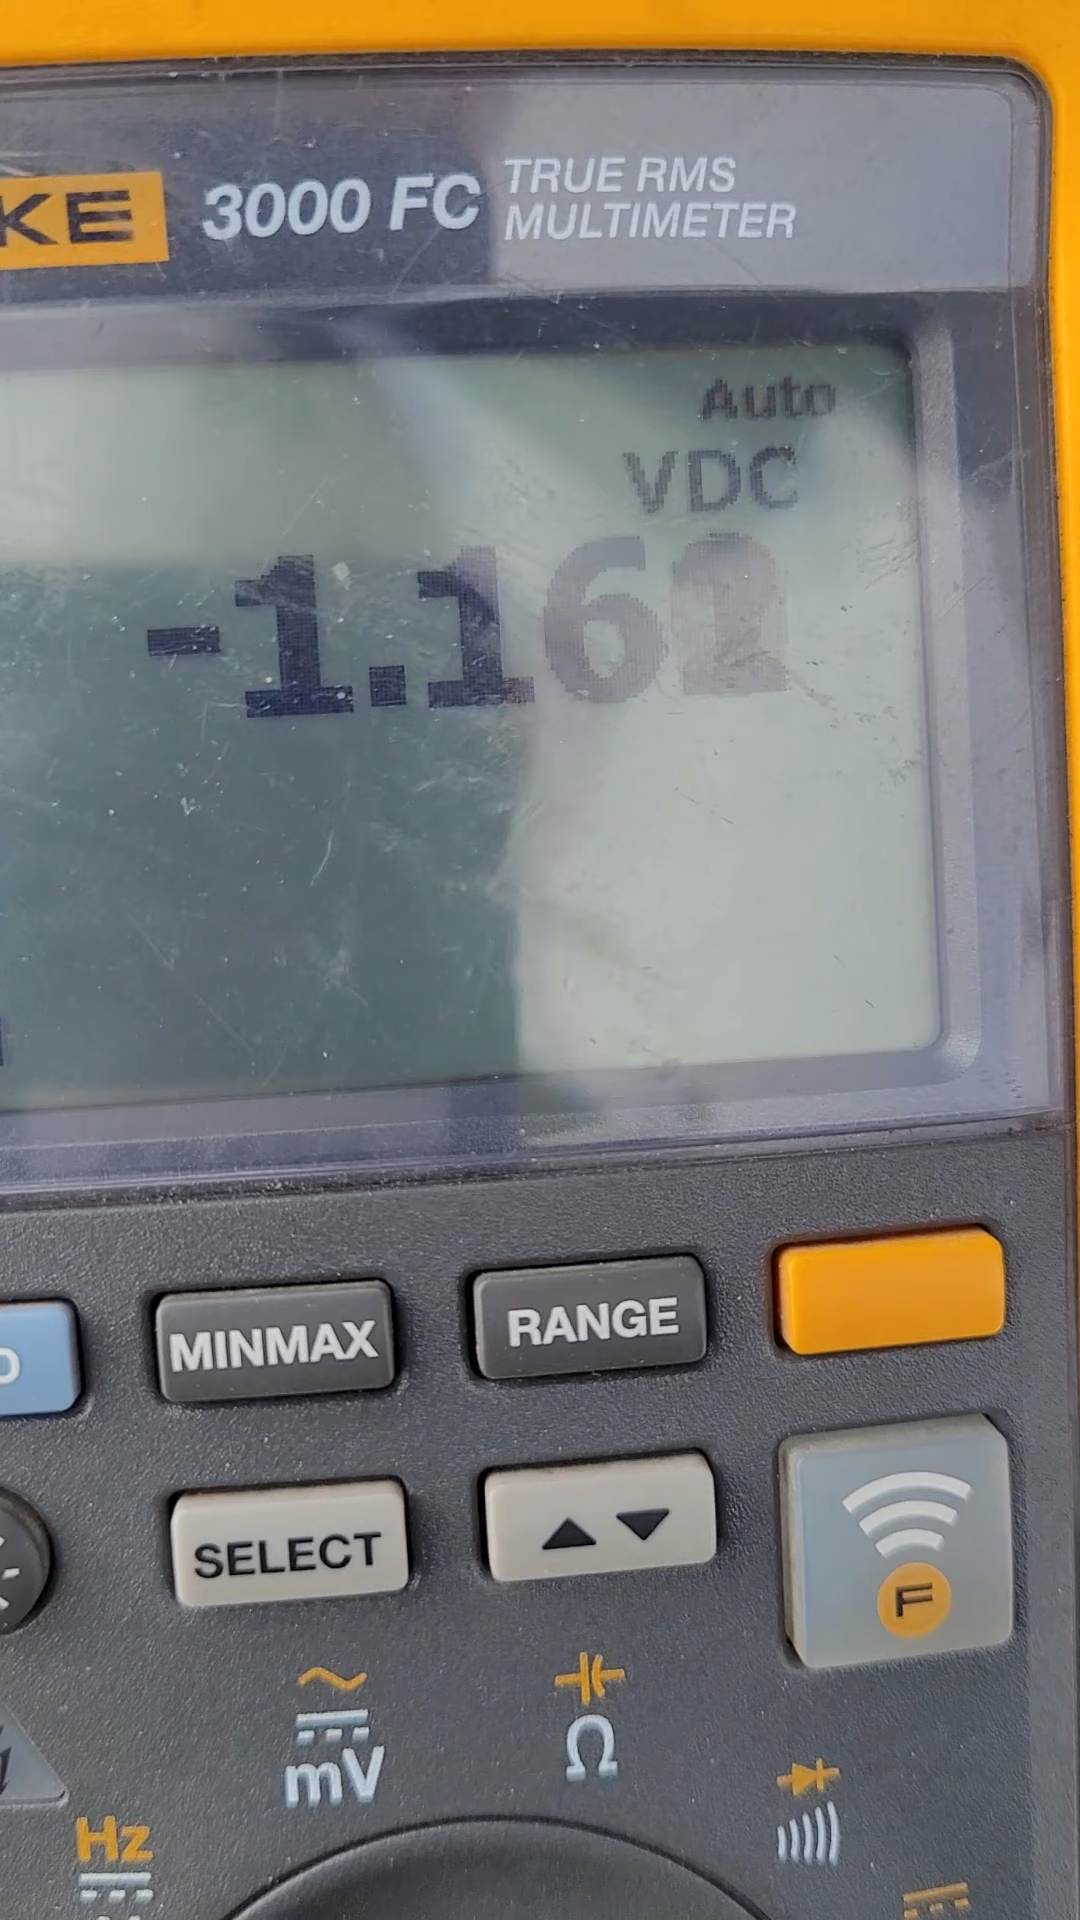 KE 3000 FC TRUE RMS
MULTIMETER
Auto
VDC
-1.16
MINMAX
RANGE
SELECT
F
mV
Ω
Hz